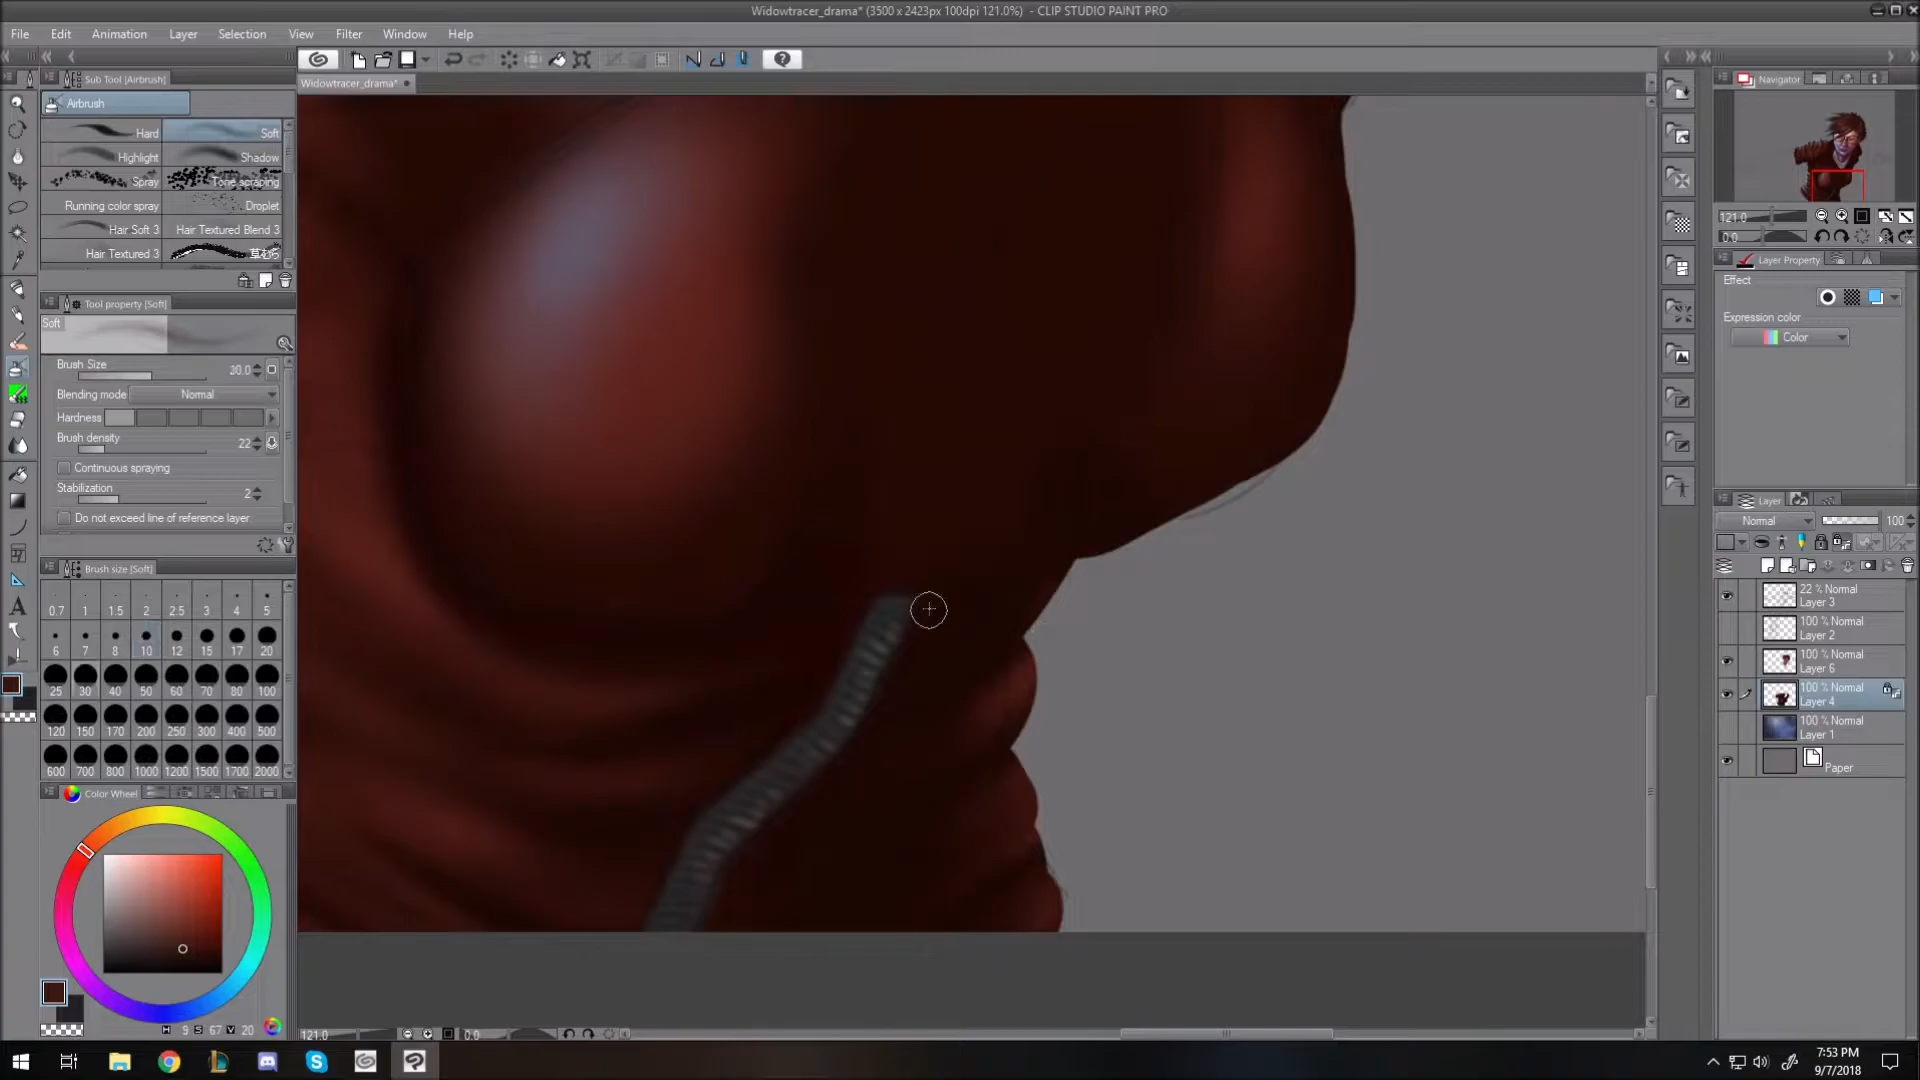 Widowtracer_drama* (3500 x 2423px 100dpi 121.0%) - CLIP STUDIO PAINT PRO
File Edit Animation Layer Selection View Filter Window Help
Sub Tool [Airbrush]
Airbrush
Hard Soft
Highlight Shadow
Spray Tone scraping
Running color spray Droplet
Hair Soft 3 Hair Textured Blend 3
Hair Textured 3
Tool property [Soft]
Soft
Brush Size 30.0
Blending mode Normal
Hardness
Brush density 22
Continuous spraying
Stabilization 2
Do not exceed line of reference layer
Brush size [Soft]
0.7 1 1.5 2 2.5 3 4 5
6 7 8 10 12 15 17 20
25 30 40 50 60 70 80 100
120 150 170 200 250 300 400 500
600 700 800 1000 1200 1500 1700 2000
Color Wheel
H 9 S 67 V 20
Widowtracer_drama*
121.0 0.0
Navigator
121.0
0.0
Layer Property
Effect
Expression color
Color
Layer
Normal 100
22 % Normal
Layer 3
100 % Normal
Layer 2
100 % Normal
Layer 6
100 % Normal
Layer 4
100 % Normal
Layer 1
Paper
7:53 PM
9/7/2018